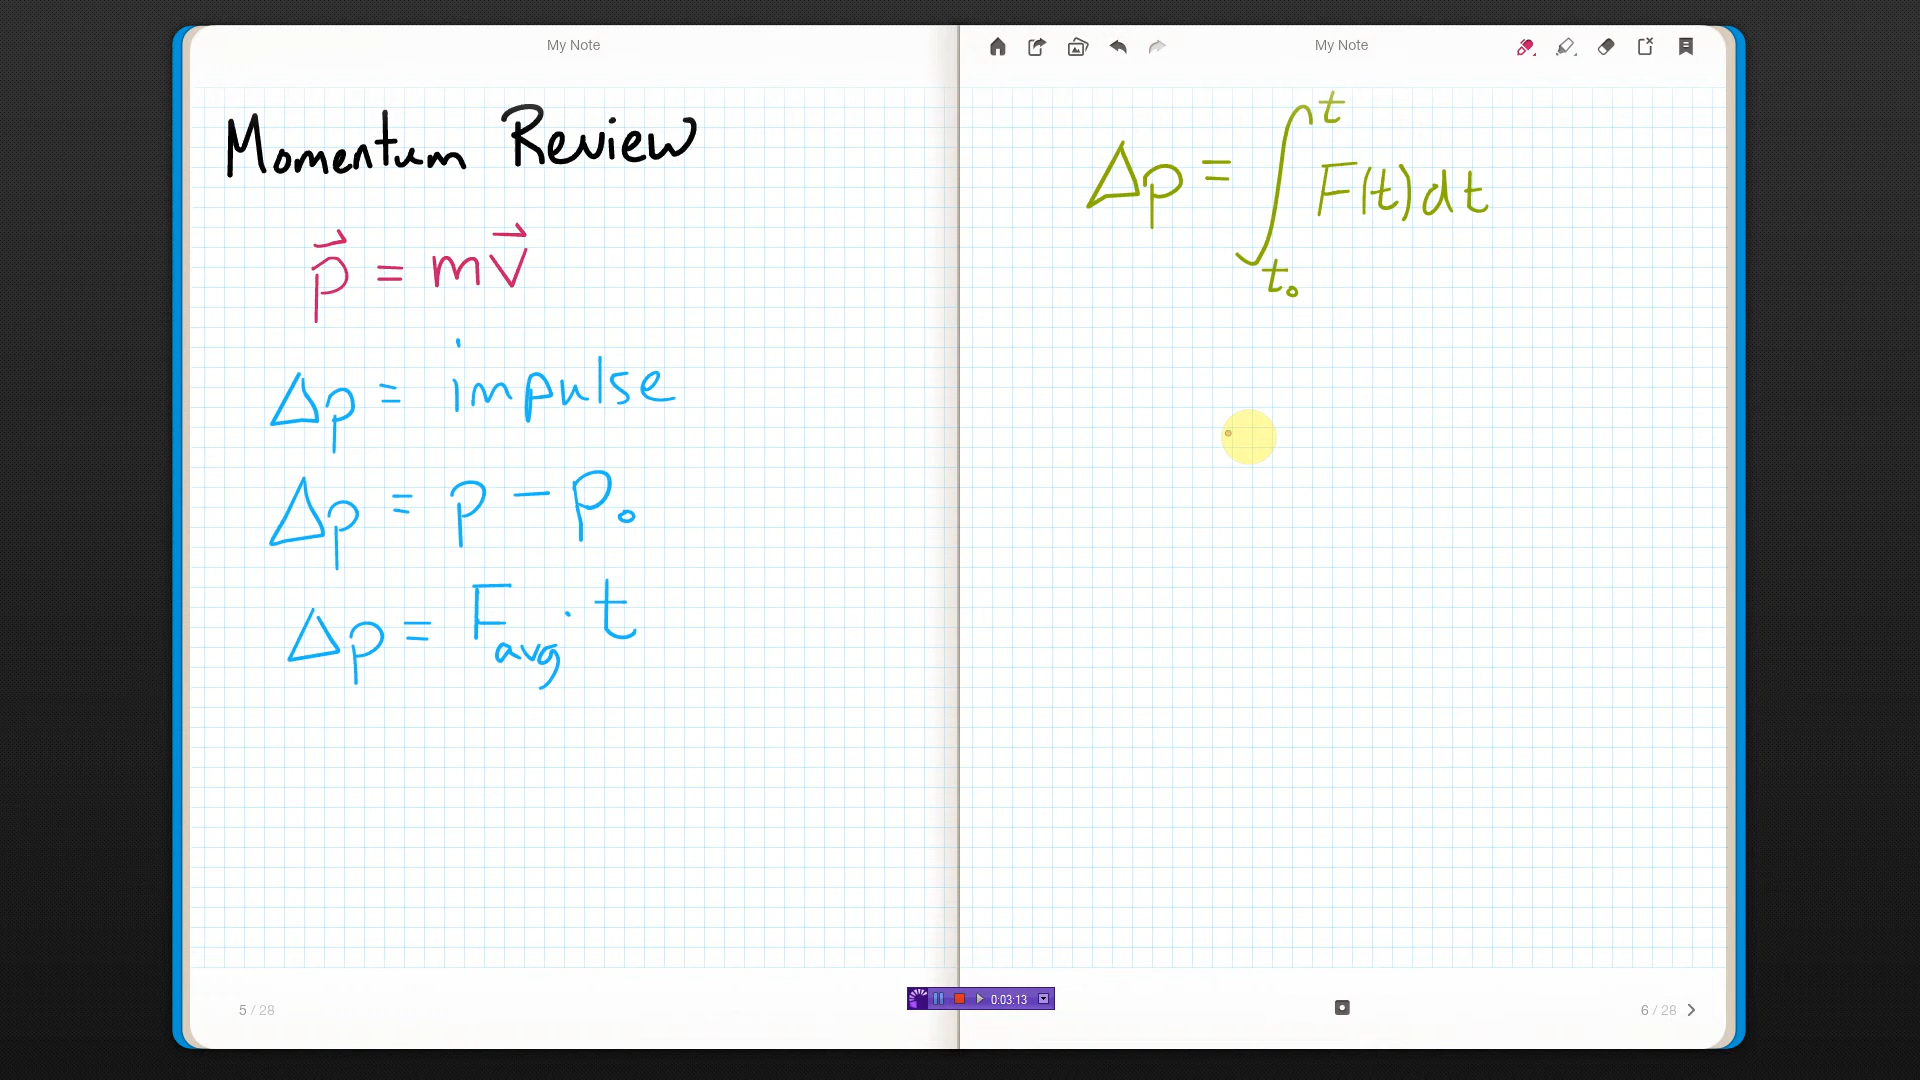 My Note
Momentum Review
p⃗ = mv⃗
Δp = impulse
Δp = p − p₀
Δp = F_avg · t
5 / 28
My Note
Δp = ∫_{t₀}^{t} F(t) dt
0:03:13
6 / 28